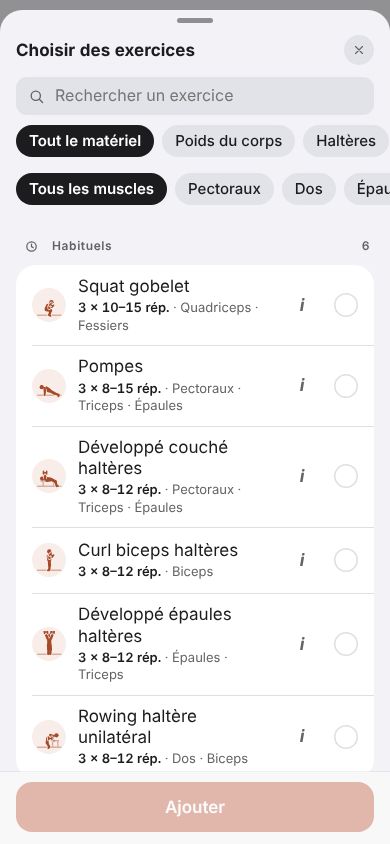 Choisir des exercices
Rechercher un exercice
Tout le matériel
Poids du corps
Haltères
Tous les muscles
Pectoraux
Dos
Épau
Habituels
6
Squat gobelet
3 × 10–15 rép. · Quadriceps ·
Fessiers
i
Pompes
3 × 8–15 rép. · Pectoraux ·
Triceps · Épaules
i
Développé couché
haltères
3 × 8–12 rép. · Pectoraux ·
Triceps · Épaules
i
Curl biceps haltères
3 × 8–12 rép. · Biceps
i
Développé épaules
haltères
3 × 8–12 rép. · Épaules ·
Triceps
i
Rowing haltère
unilatéral
3 × 8–12 rép. · Dos · Biceps
i
Ajouter